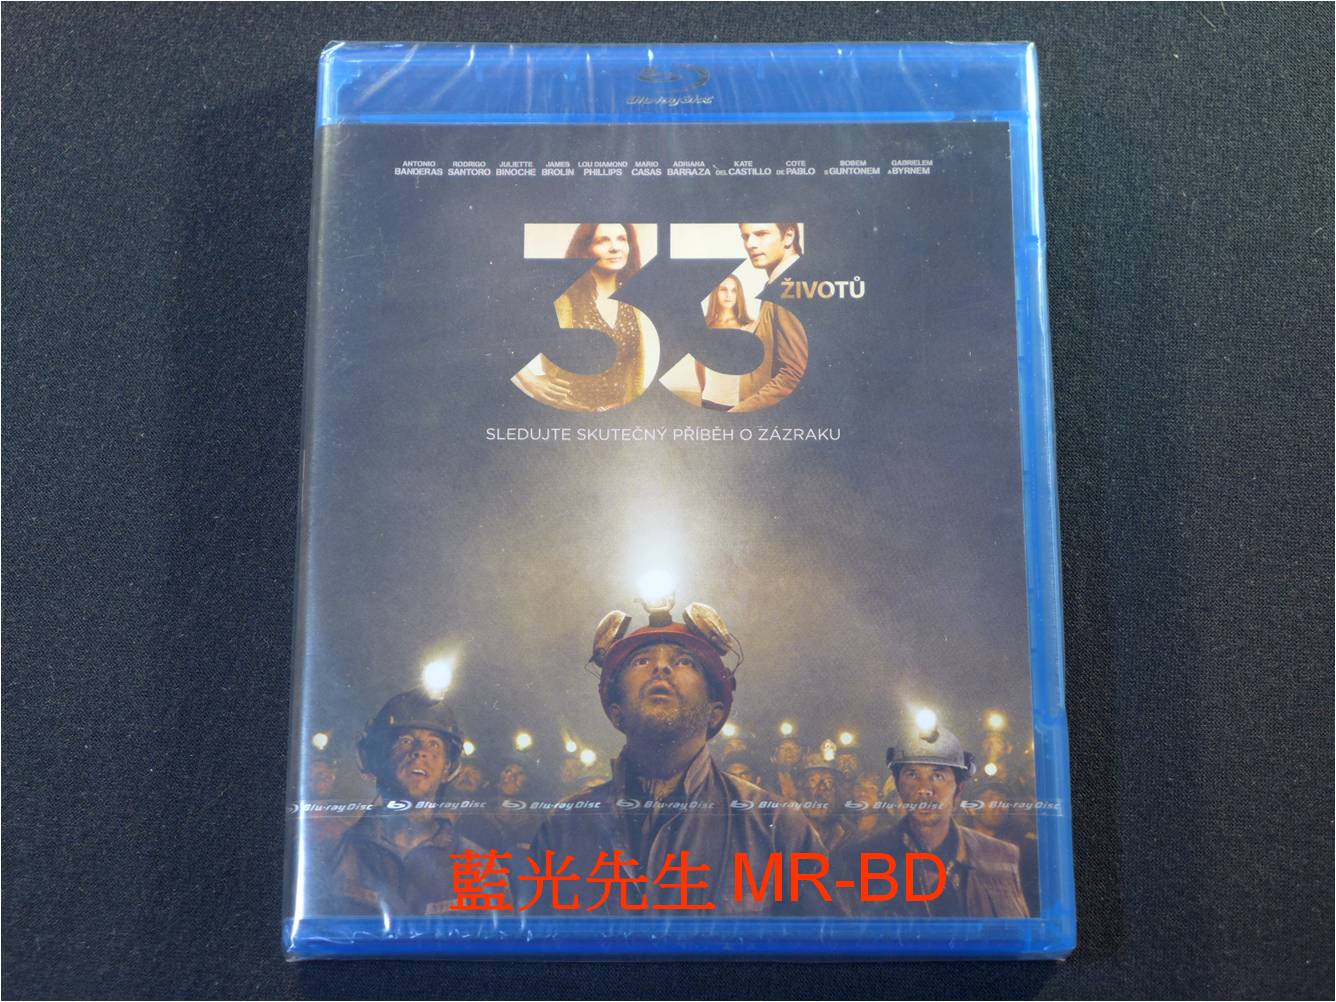 Blu-ray Disc
ANTONIO BANDERAS RODRIGO SANTORO JULIETTE BINOCHE JAMES BROLIN LOU DIAMOND PHILLIPS MARIO CASAS ADRIANA BARRAZA KATE DEL CASTILLO COTE DE PABLO BOBEM GUNTONEM GABRIELEM A BYRNEM
33
ŽIVOTŮ
SLEDUJTE SKUTEČNÝ PŘÍBĚH O ZÁZRAKU
Blu-ray Disc Blu-ray Disc Blu-ray Disc Blu-ray Disc Blu-ray Disc Blu-ray Disc Blu-ray Disc
藍光先生 MR-BD